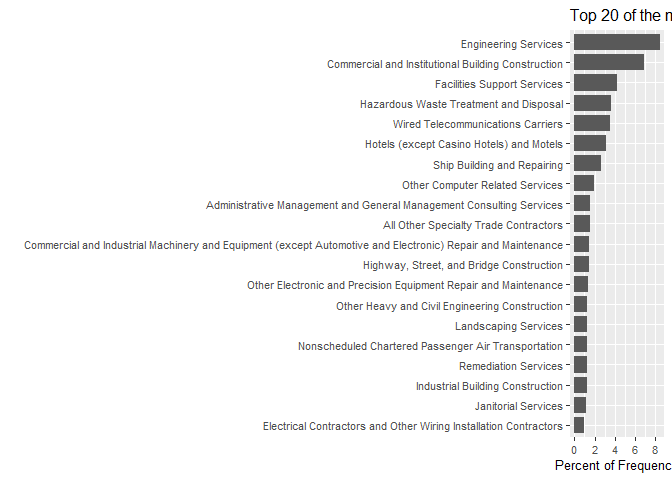 Top 20 of the n
Engineering Services
Commercial and Institutional Building Construction
Facilities Support Services
Hazardous Waste Treatment and Disposal
Wired Telecommunications Carriers
Hotels (except Casino Hotels) and Motels
Ship Building and Repairing
Other Computer Related Services
Administrative Management and General Management Consulting Services
All Other Specialty Trade Contractors
Commercial and Industrial Machinery and Equipment (except Automotive and Electronic) Repair and Maintenance
Highway, Street, and Bridge Construction
Other Electronic and Precision Equipment Repair and Maintenance
Other Heavy and Civil Engineering Construction
Landscaping Services
Nonscheduled Chartered Passenger Air Transportation
Remediation Services
Industrial Building Construction
Janitorial Services
Electrical Contractors and Other Wiring Installation Contractors
0 2 4 6 8
Percent of Frequenc